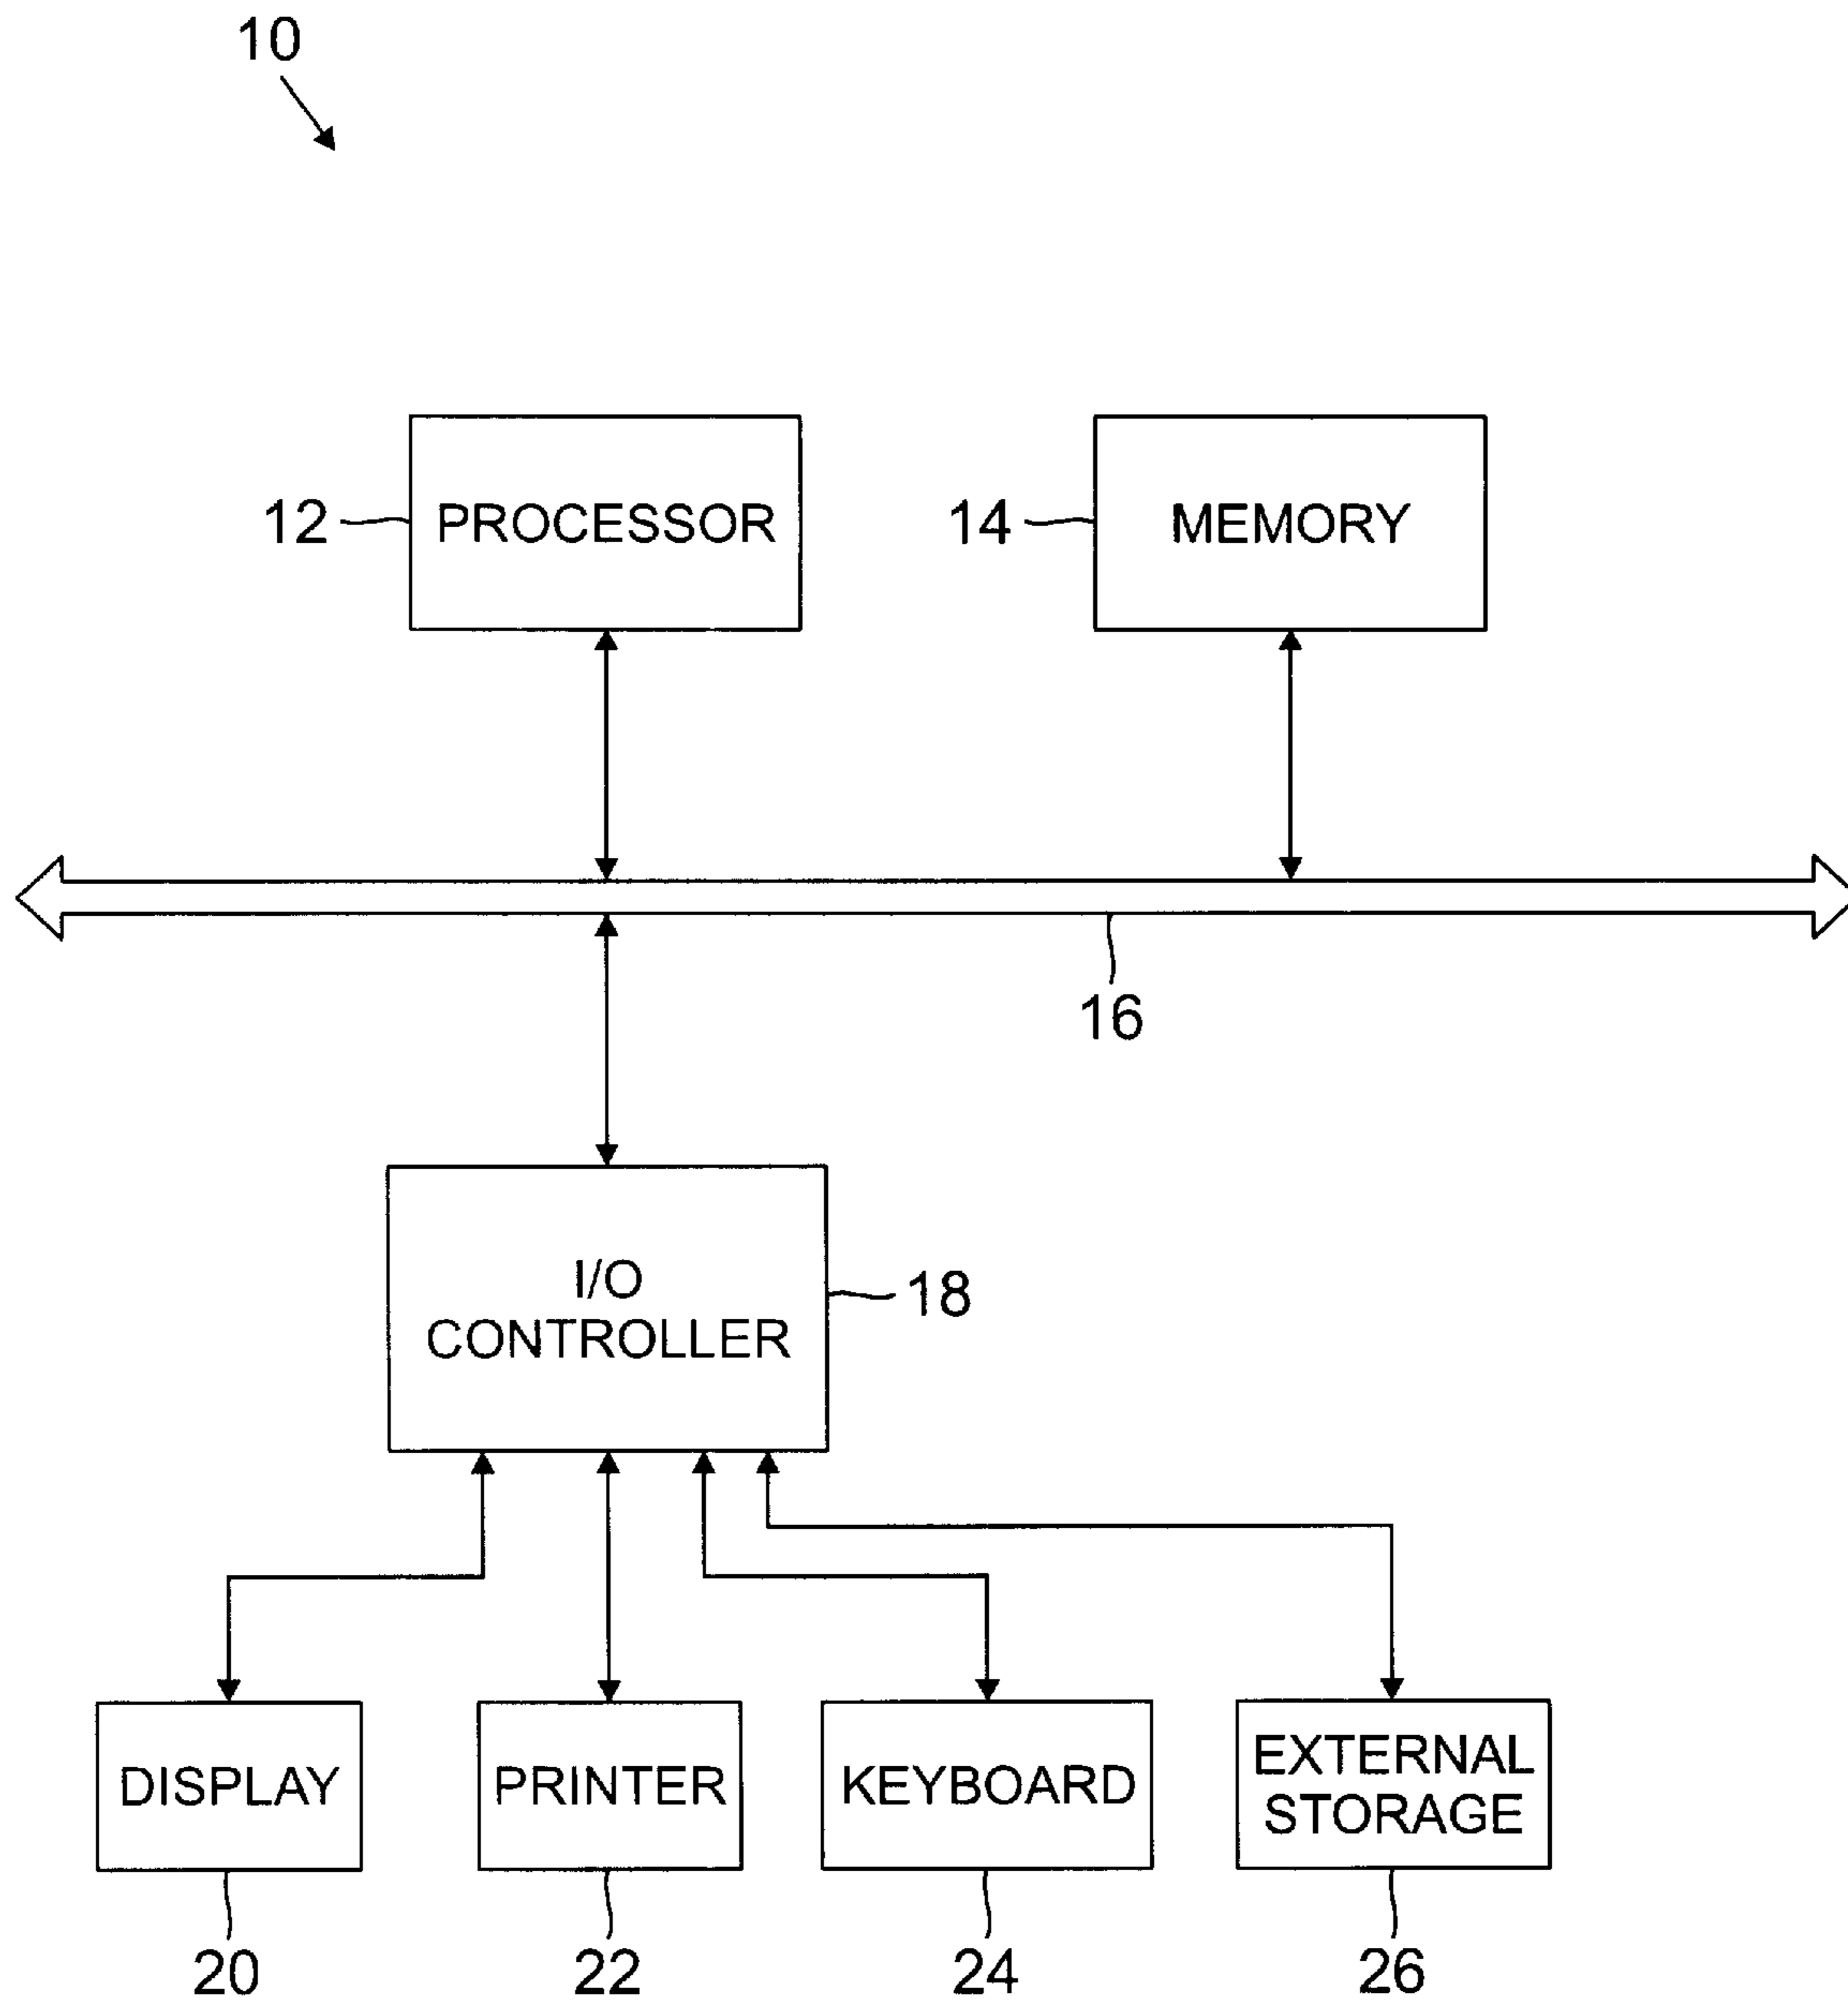 10
12
PROCESSOR
14
MEMORY
16
I/O
CONTROLLER
18
DISPLAY
PRINTER
KEYBOARD
EXTERNAL
STORAGE
20
22
24
26